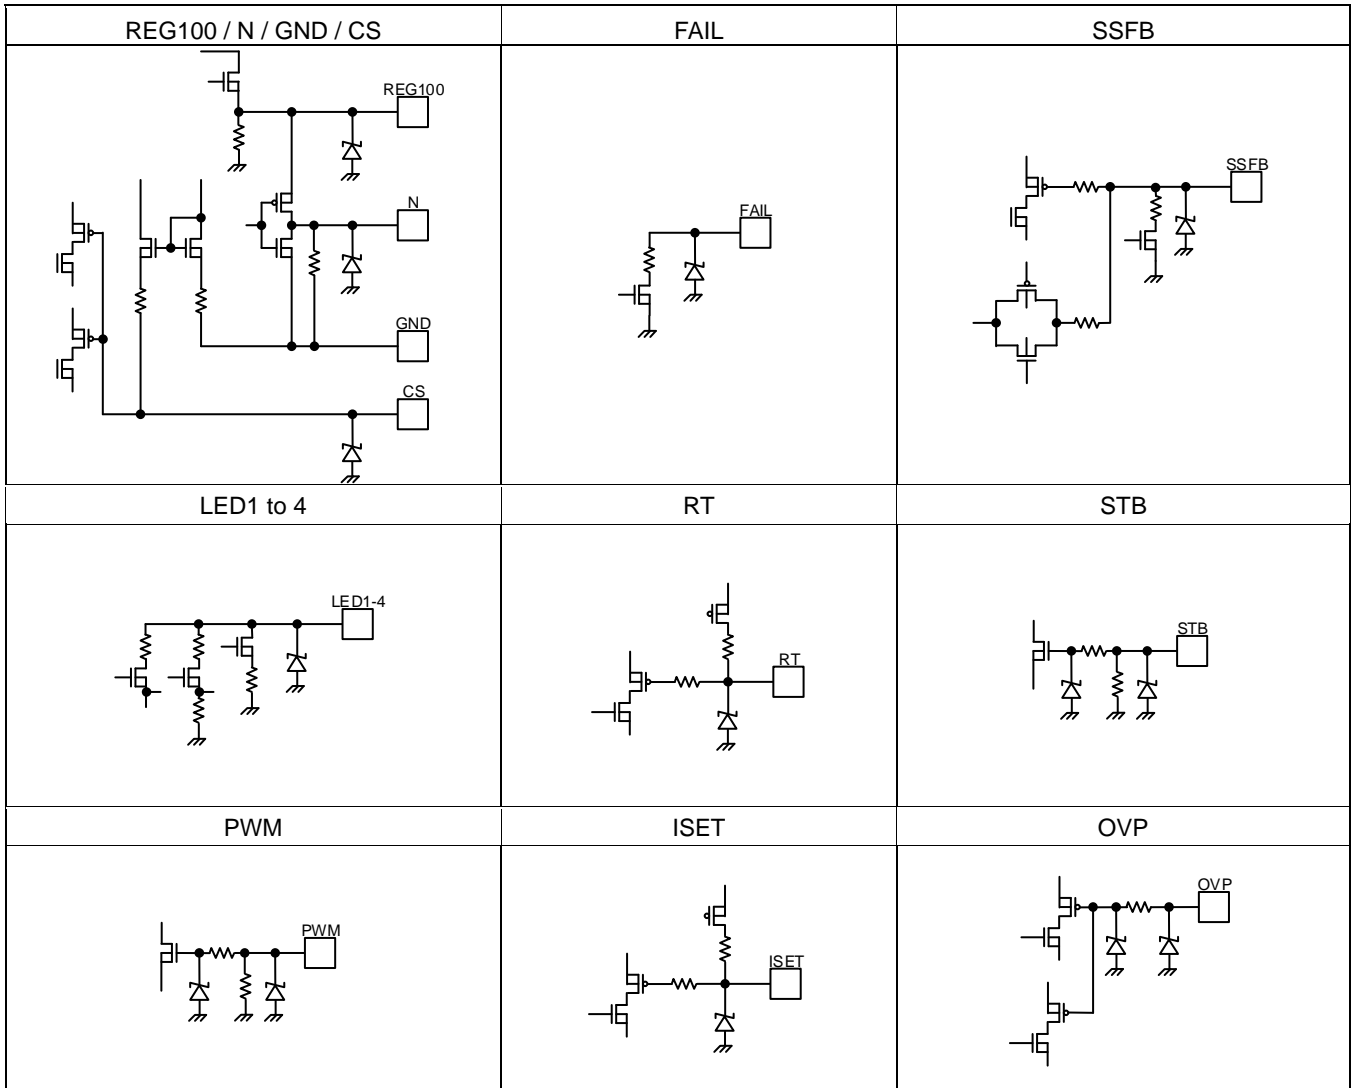 REG100 / N / GND / CS
FAIL
SSFB
REG100
N
GND
CS
FAIL
SSFB
LED1 to 4
RT
STB
LED1-4
RT
STB
PWM
ISET
OVP
PWM
ISET
OVP